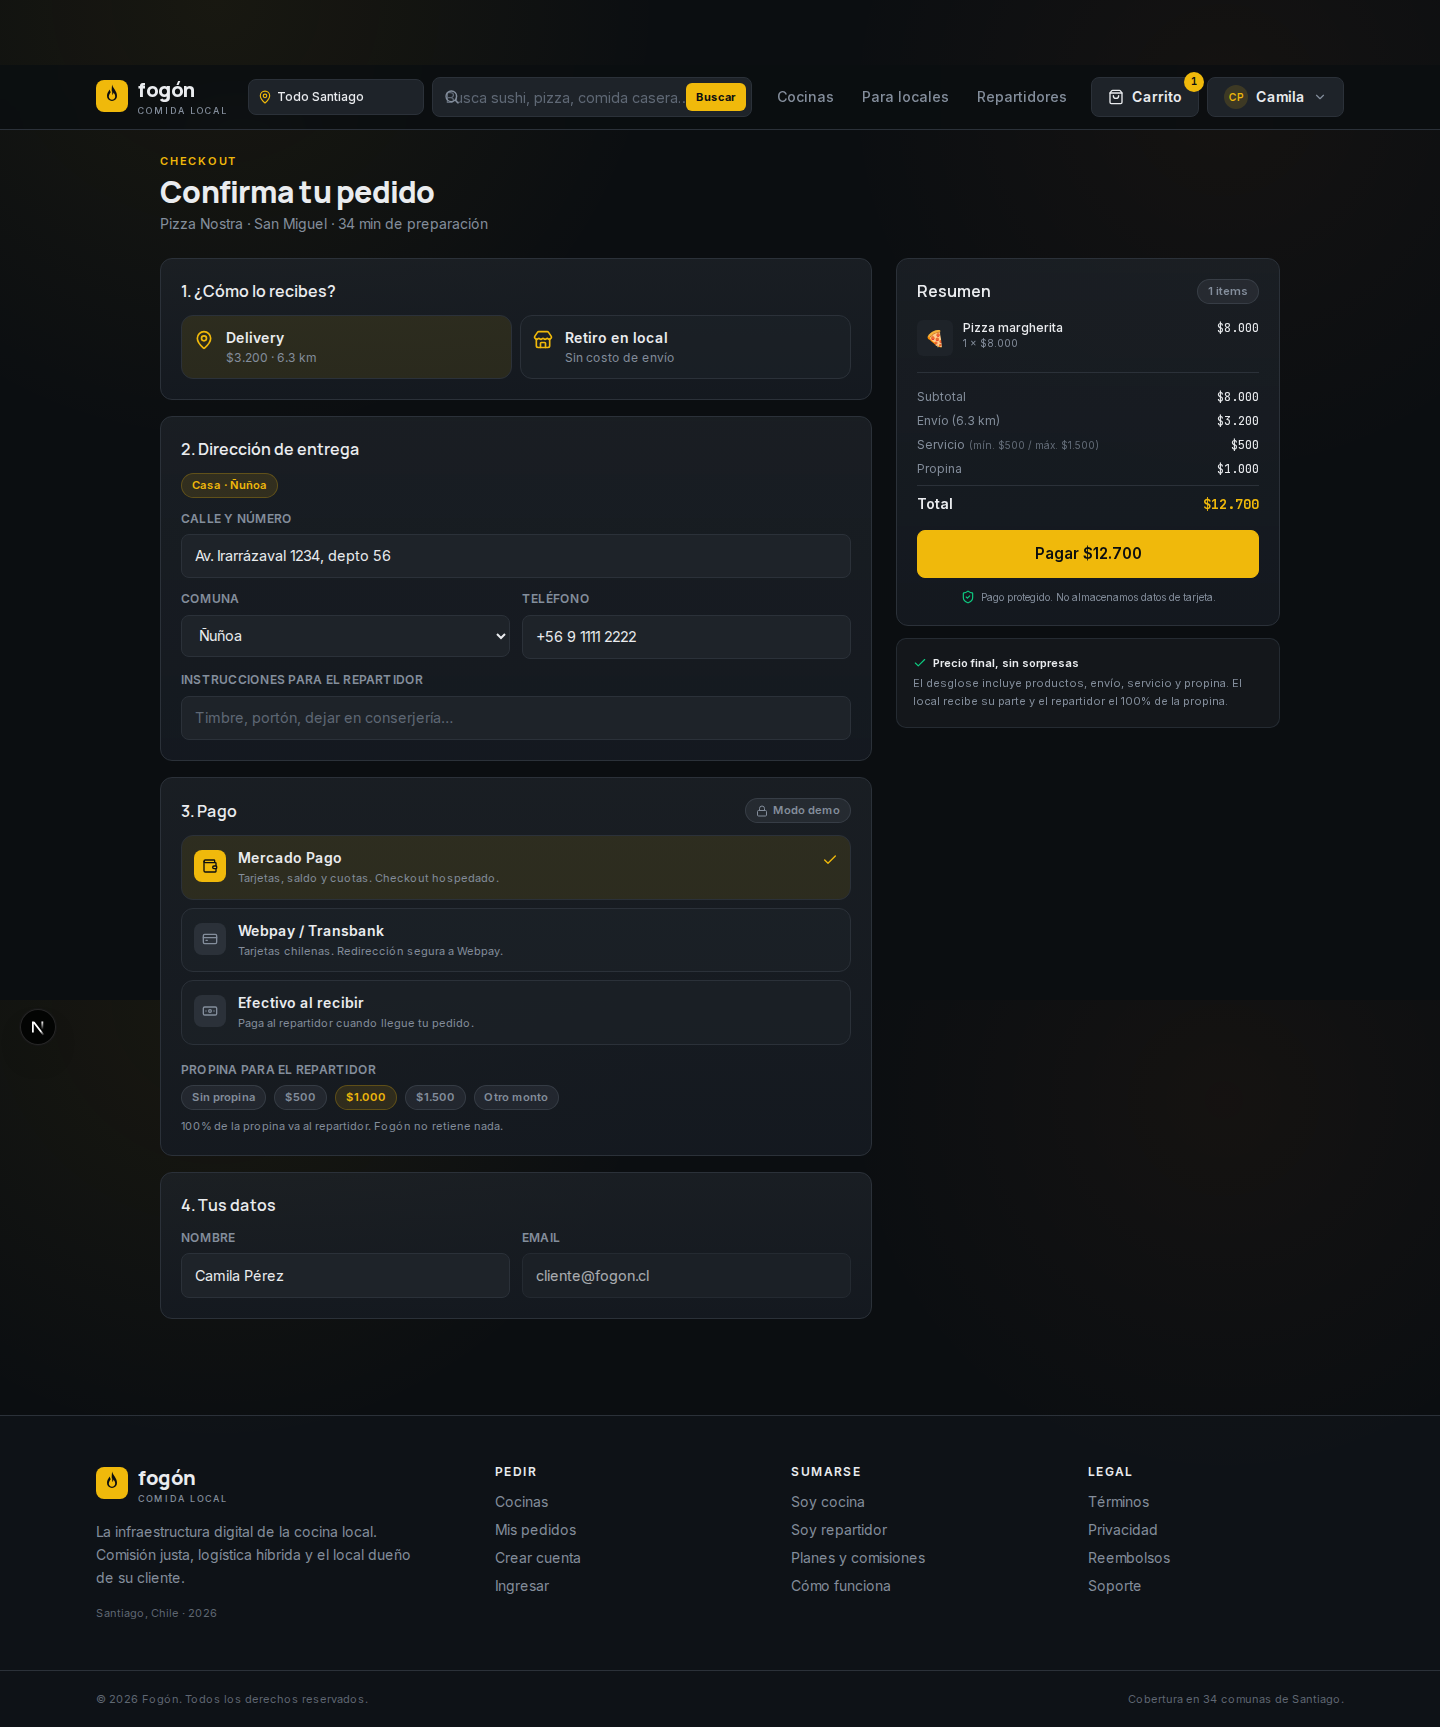 fogón
COMIDA LOCAL
Todo Santiago
Busca sushi, pizza, comida casera...
Buscar
Cocinas
Para locales
Repartidores
Carrito
1
CP
Camila
CHECKOUT
Confirma tu pedido
Pizza Nostra · San Miguel · 34 min de preparación
1. ¿Cómo lo recibes?
Delivery
$3.200 · 6.3 km
Retiro en local
Sin costo de envío
2. Dirección de entrega
Casa · Ñuñoa
CALLE Y NÚMERO
Av. Irarrázaval 1234, depto 56
COMUNA
Ñuñoa
TELÉFONO
+56 9 1111 2222
INSTRUCCIONES PARA EL REPARTIDOR
Timbre, portón, dejar en conserjería...
3. Pago
Modo demo
Mercado Pago
Tarjetas, saldo y cuotas. Checkout hospedado.
Webpay / Transbank
Tarjetas chilenas. Redirección segura a Webpay.
Efectivo al recibir
Paga al repartidor cuando llegue tu pedido.
PROPINA PARA EL REPARTIDOR
Sin propina
$500
$1.000
$1.500
Otro monto
100% de la propina va al repartidor. Fogón no retiene nada.
4. Tus datos
NOMBRE
Camila Pérez
EMAIL
cliente@fogon.cl
Resumen
1 items
Pizza margherita
$8.000
1 × $8.000
Subtotal
$8.000
Envío (6.3 km)
$3.200
Servicio (mín. $500 / máx. $1.500)
$500
Propina
$1.000
Total
$12.700
Pagar $12.700
Pago protegido. No almacenamos datos de tarjeta.
Precio final, sin sorpresas
El desglose incluye productos, envío, servicio y propina. El
local recibe su parte y el repartidor el 100% de la propina.
N
fogón
COMIDA LOCAL
La infraestructura digital de la cocina local.
Comisión justa, logística híbrida y el local dueño
de su cliente.
Santiago, Chile · 2026
PEDIR
Cocinas
Mis pedidos
Crear cuenta
Ingresar
SUMARSE
Soy cocina
Soy repartidor
Planes y comisiones
Cómo funciona
LEGAL
Términos
Privacidad
Reembolsos
Soporte
© 2026 Fogón. Todos los derechos reservados.
Cobertura en 34 comunas de Santiago.